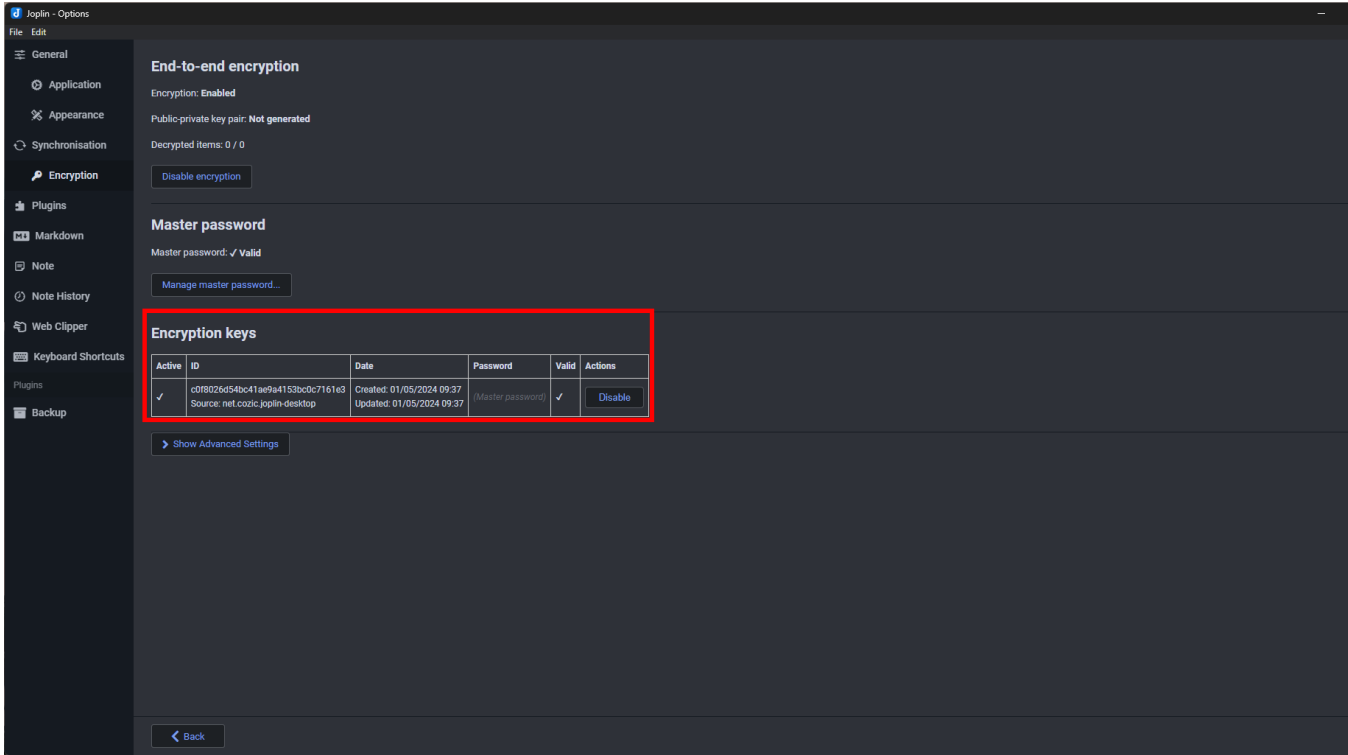 Joplin - Options
File Edit
General
Application
Appearance
Synchronisation
Encryption
Plugins
Markdown
Note
Note History
Web Clipper
Keyboard Shortcuts
Plugins
Backup
End-to-end encryption
Encryption: Enabled
Public-private key pair: Not generated
Decrypted items: 0 / 0
Disable encryption
Master password
Master password: ✓ Valid
Manage master password...
Encryption keys
Active ID Date Password Valid Actions
✓ c0f8026d54bc41ae9a4153bc0c7161e3 Created: 01/05/2024 09:37 (Master password) ✓ Disable
Source: net.cozic.joplin-desktop Updated: 01/05/2024 09:37
Show Advanced Settings
Back